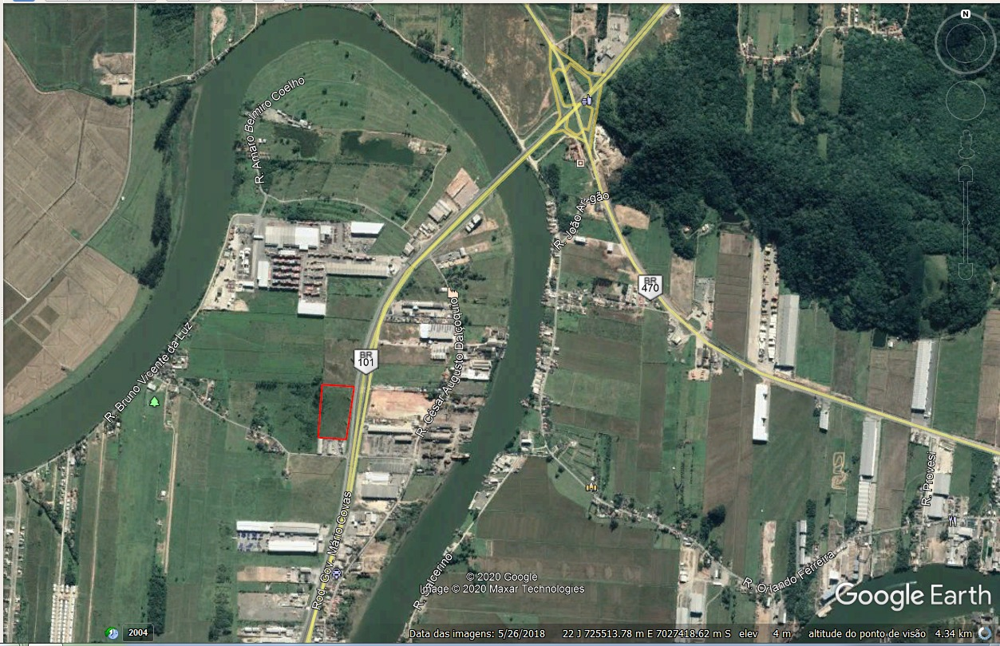 N
R. Amaro Belmiro Coelho
R. João Aragão
BR
470
R. Bruno Vicente da Luz
BR
101
R. César Augusto Dalçoquio
R. Provesi
Rod. Gov. Mário Covas
R. Orlando Ferreira
© 2020 Google
Image © 2020 Maxar Technologies
Google Earth
2004
Data das imagens: 5/26/2018 22 J 725513.78 m E 7027418.62 m S elev 4 m altitude do ponto de visão 4.34 km